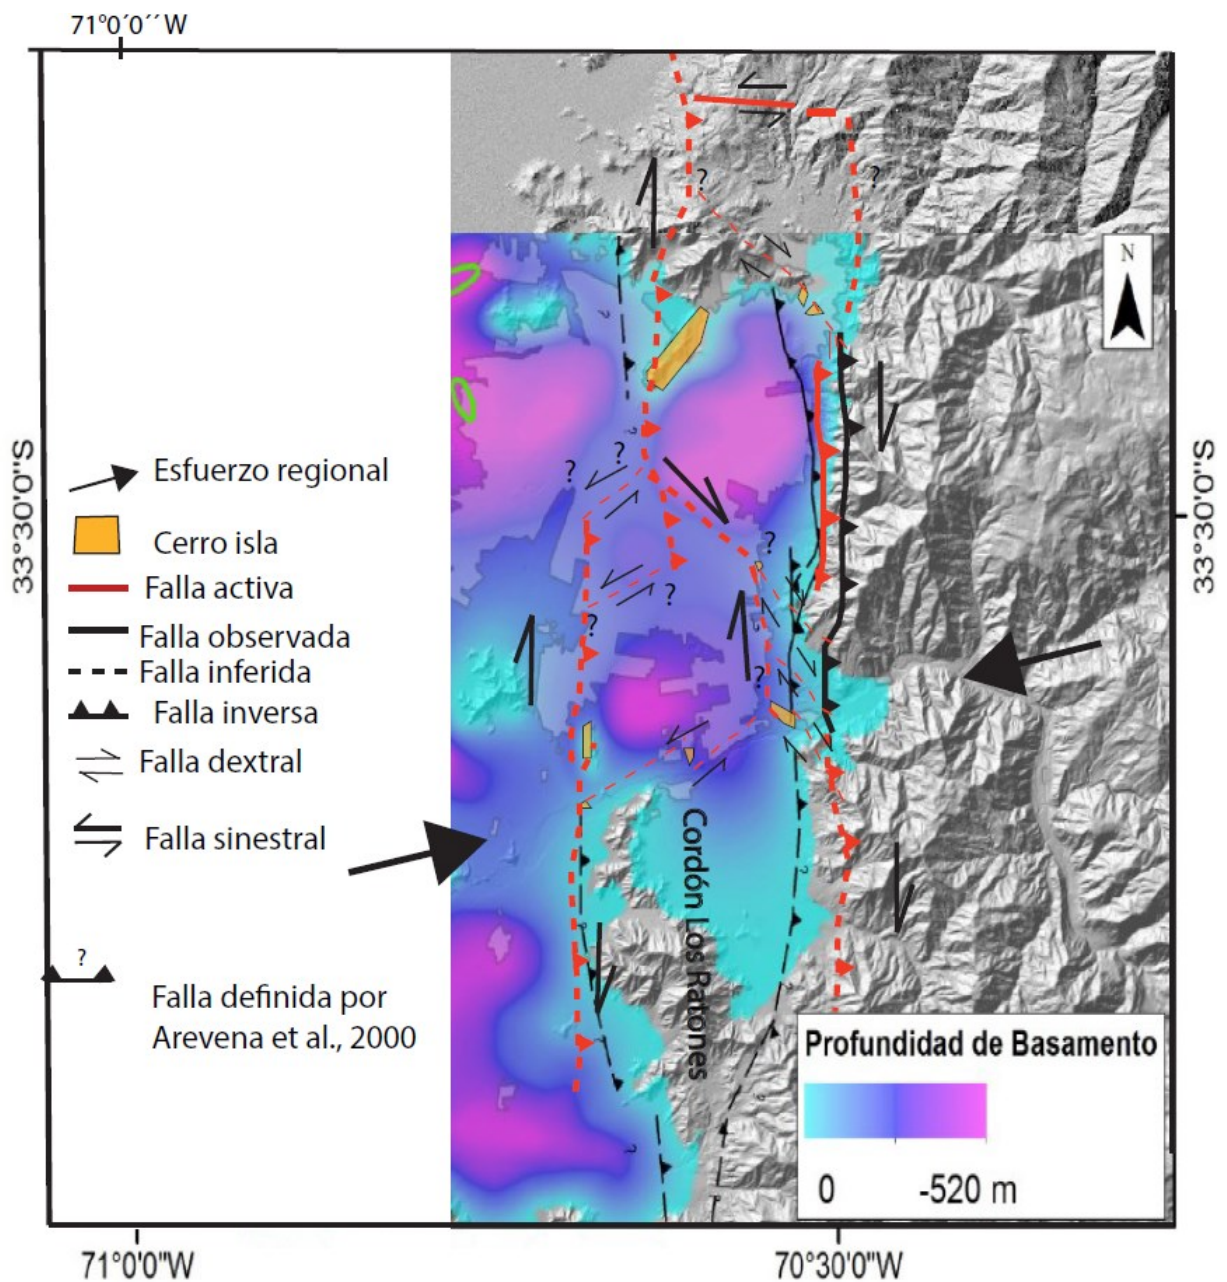 71°0´0´´W
N
33°30'0"S
33°30'0"S
Esfuerzo regional
Cerro isla
Falla activa
Falla observada
Falla inferida
Falla inversa
Falla dextral
Falla sinestral
?
Falla definida por
Arevena et al., 2000
?
?
?
?
?
?
?
?
Cordón Los Ratones
Profundidad de Basamento
0
-520 m
71°0'0"W
70°30'0"W